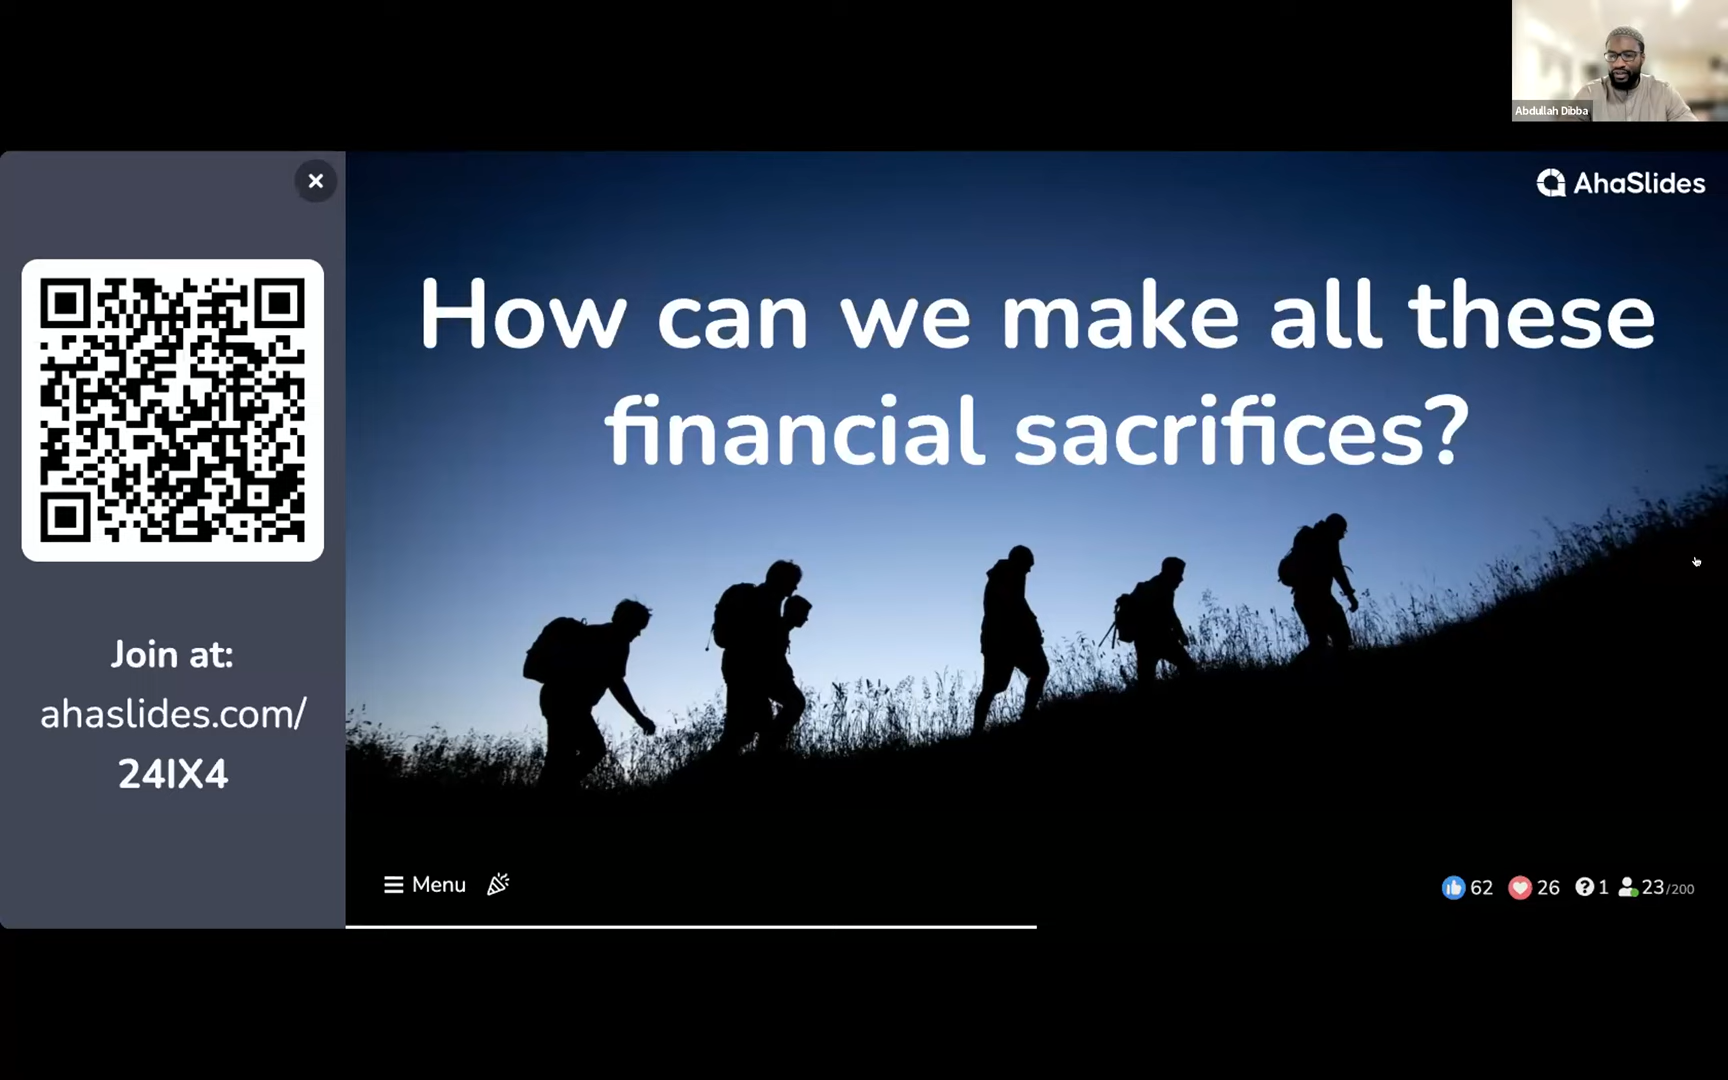 Abdullah Dibba
AhaSlides
How can we make all these
financial sacrifices?
Join at:
ahaslides.com/
24IX4
Menu
62 26 1 23/200